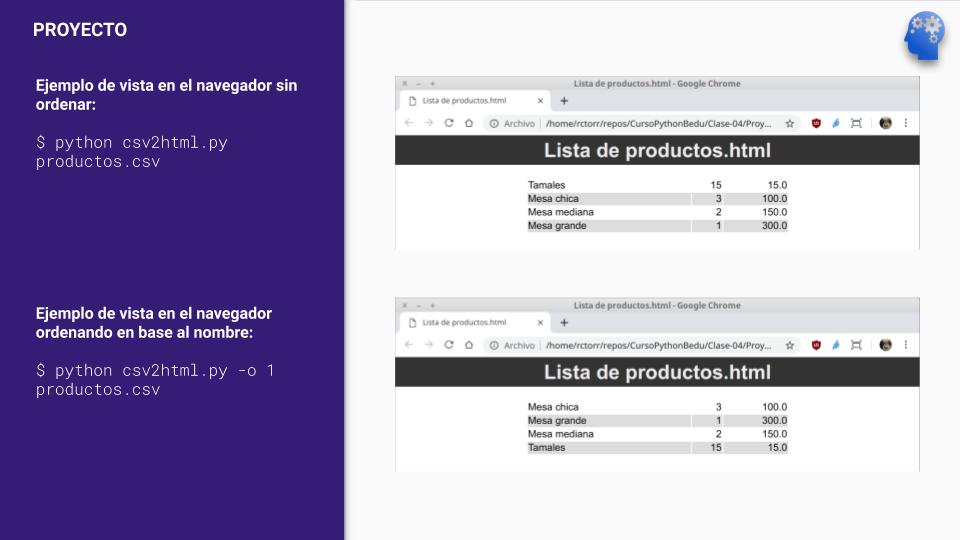 PROYECTO
Ejemplo de vista en el navegador sin
ordenar:
$ python csv2html.py
productos.csv
Lista de productos.html - Google Chrome
Lista de productos.html
Archivo /home/rctorr/repos/CursoPythonBedu/Clase-04/Proy...
Lista de productos.html
Tamales 15 15.0
Mesa chica 3 100.0
Mesa mediana 2 150.0
Mesa grande 1 300.0
Ejemplo de vista en el navegador
ordenando en base al nombre:
$ python csv2html.py -o 1
productos.csv
Lista de productos.html - Google Chrome
Lista de productos.html
Archivo /home/rctorr/repos/CursoPythonBedu/Clase-04/Proy...
Lista de productos.html
Mesa chica 3 100.0
Mesa grande 1 300.0
Mesa mediana 2 150.0
Tamales 15 15.0